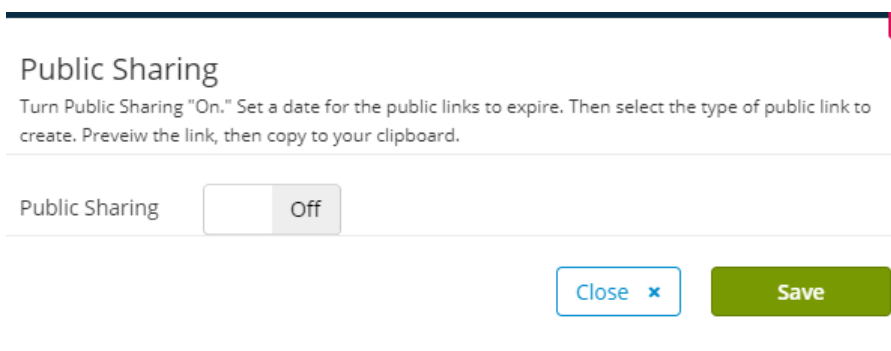 Public Sharing
Turn Public Sharing "On." Set a date for the public links to expire. Then select the type of public link to
create. Preveiw the link, then copy to your clipboard.
Public Sharing Off
Close × Save